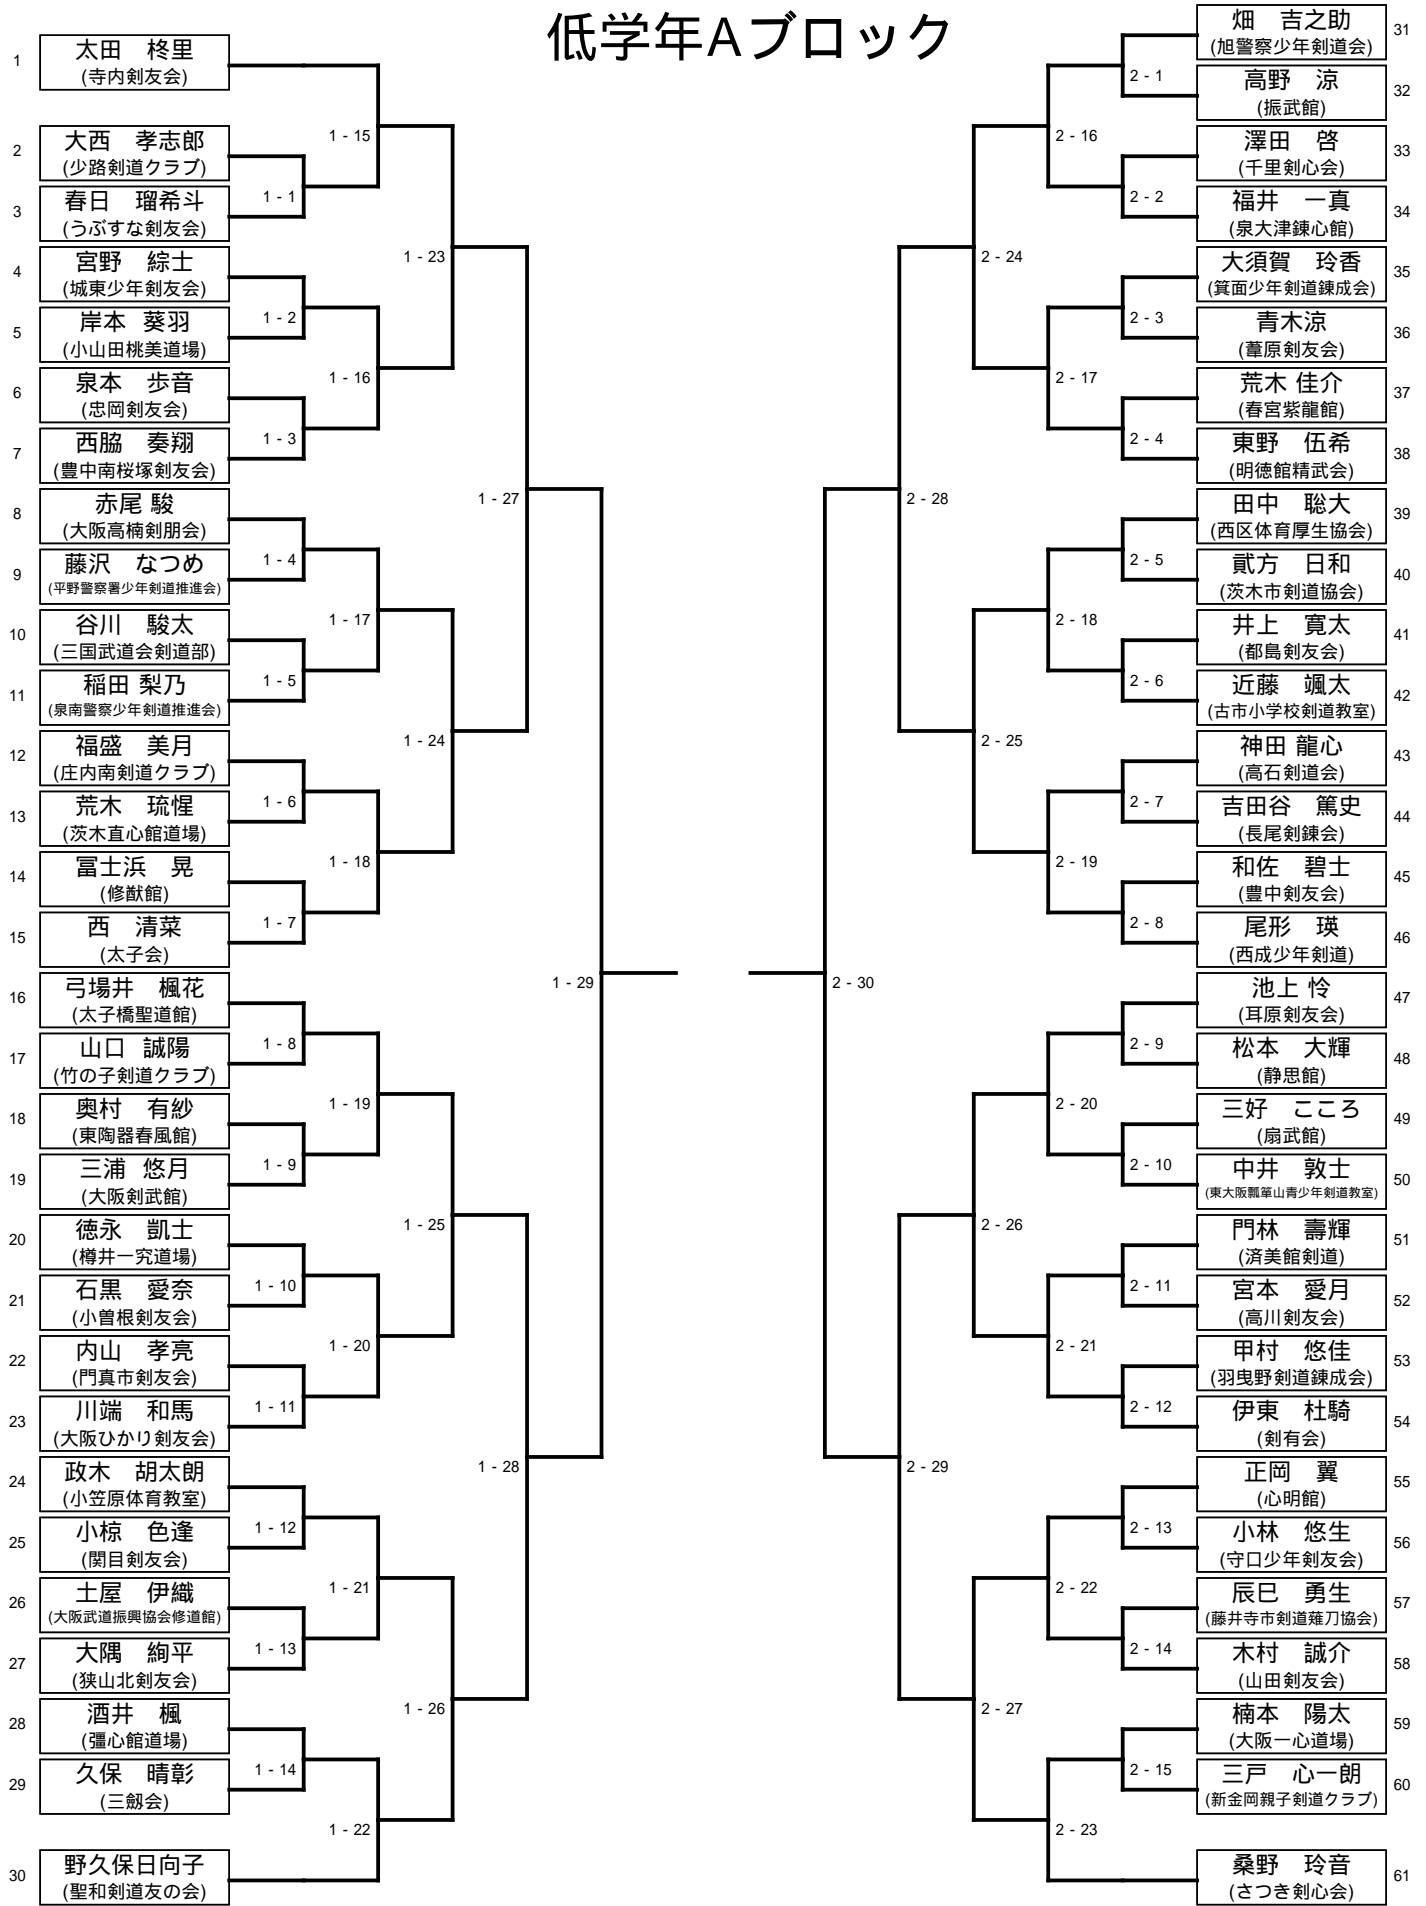 低学年Aブロック
1
太田　柊里
(寺内剣友会)
2
大西　孝志郎
(少路剣道クラブ)
3
春日　瑠希斗
(うぶすな剣友会)
4
宮野　綜士
(城東少年剣友会)
5
岸本 葵羽
(小山田桃美道場)
6
泉本　歩音
(忠岡剣友会)
7
西脇　奏翔
(豊中南桜塚剣友会)
8
赤尾 駿
(大阪高楠剣朋会)
9
藤沢　なつめ
(平野警察署少年剣道推進会)
10
谷川　駿太
(三国武道会剣道部)
11
稲田 梨乃
(泉南警察少年剣道推進会)
12
福盛　美月
(庄内南剣道クラブ)
13
荒木　琉惺
(茨木直心館道場)
14
冨士浜　晃
(修猷館)
15
西　清菜
(太子会)
16
弓場井　楓花
(太子橋聖道館)
17
山口 誠陽
(竹の子剣道クラブ)
18
奥村　有紗
(東陶器春風館)
19
三浦 悠月
(大阪剣武館)
20
徳永　凱士
(樽井一究道場)
21
石黒　愛奈
(小曽根剣友会)
22
内山　孝亮
(門真市剣友会)
23
川端　和馬
(大阪ひかり剣友会)
24
政木　胡太朗
(小笠原体育教室)
25
小椋　色逢
(関目剣友会)
26
土屋　伊織
(大阪武道振興協会修道館)
27
大隅　絢平
(狭山北剣友会)
28
酒井　楓
(彊心館道場)
29
久保　晴彰
(三劔会)
30
野久保日向子
(聖和剣道友の会)
1 - 1
1 - 2
1 - 3
1 - 4
1 - 5
1 - 6
1 - 7
1 - 8
1 - 9
1 - 10
1 - 11
1 - 12
1 - 13
1 - 14
1 - 15
1 - 16
1 - 17
1 - 18
1 - 19
1 - 20
1 - 21
1 - 22
1 - 23
1 - 24
1 - 25
1 - 26
1 - 27
1 - 28
1 - 29
2 - 30
2 - 28
2 - 29
2 - 24
2 - 25
2 - 26
2 - 27
2 - 16
2 - 17
2 - 18
2 - 19
2 - 20
2 - 21
2 - 22
2 - 23
2 - 1
2 - 2
2 - 3
2 - 4
2 - 5
2 - 6
2 - 7
2 - 8
2 - 9
2 - 10
2 - 11
2 - 12
2 - 13
2 - 14
2 - 15
畑　吉之助
(旭警察少年剣道会)
31
高野　涼
(振武館)
32
澤田　啓
(千里剣心会)
33
福井　一真
(泉大津錬心館)
34
大須賀　玲香
(箕面少年剣道錬成会)
35
青木涼
(葦原剣友会)
36
荒木 佳介
(春宮紫龍館)
37
東野　伍希
(明徳館精武会)
38
田中　聡大
(西区体育厚生協会)
39
貮方　日和
(茨木市剣道協会)
40
井上　寛太
(都島剣友会)
41
近藤　颯太
(古市小学校剣道教室)
42
神田 龍心
(高石剣道会)
43
吉田谷　篤史
(長尾剣錬会)
44
和佐　碧士
(豊中剣友会)
45
尾形　瑛
(西成少年剣道)
46
池上 怜
(耳原剣友会)
47
松本　大輝
(静思館)
48
三好　こころ
(扇武館)
49
中井　敦士
(東大阪瓢箪山青少年剣道教室)
50
門林　壽輝
(済美館剣道)
51
宮本　愛月
(高川剣友会)
52
甲村　悠佳
(羽曳野剣道錬成会)
53
伊東　杜騎
(剣有会)
54
正岡　翼
(心明館)
55
小林　悠生
(守口少年剣友会)
56
辰巳　勇生
(藤井寺市剣道薙刀協会)
57
木村　誠介
(山田剣友会)
58
楠本　陽太
(大阪一心道場)
59
三戸　心一朗
(新金岡親子剣道クラブ)
60
桑野　玲音
(さつき剣心会)
61